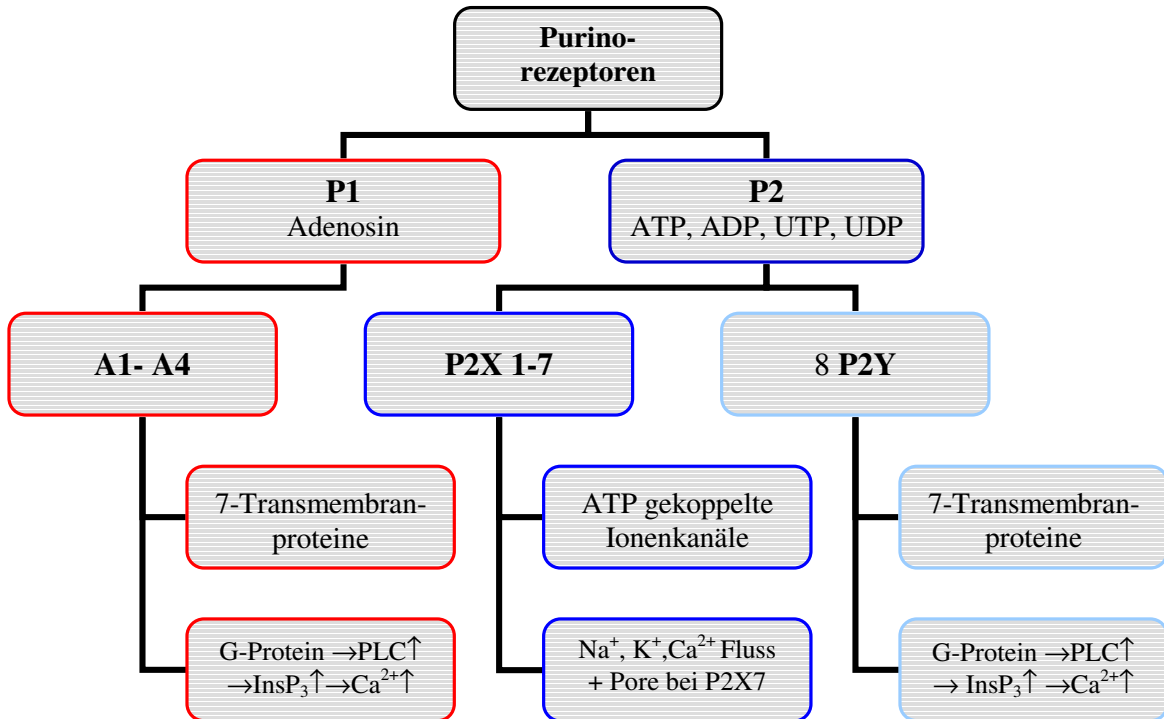 Purino-
rezeptoren
P1
Adenosin
P2
ATP, ADP, UTP, UDP
A1- A4
P2X 1-7
8 P2Y
7-Transmembran-
proteine
ATP gekoppelte
Ionenkanäle
7-Transmembran-
proteine
G-Protein →PLC↑
→InsP₃↑→Ca²⁺↑
Na⁺, K⁺,Ca²⁺ Fluss
+ Pore bei P2X7
G-Protein →PLC↑
→ InsP₃↑ →Ca²⁺↑